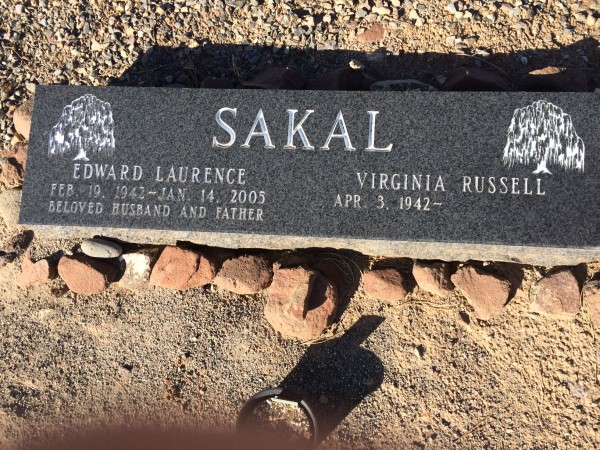 SAKAL
EDWARD LAURENCE
FEB. 19, 1942~JAN. 14, 2005
BELOVED HUSBAND AND FATHER
VIRGINIA RUSSELL
APR. 3, 1942~